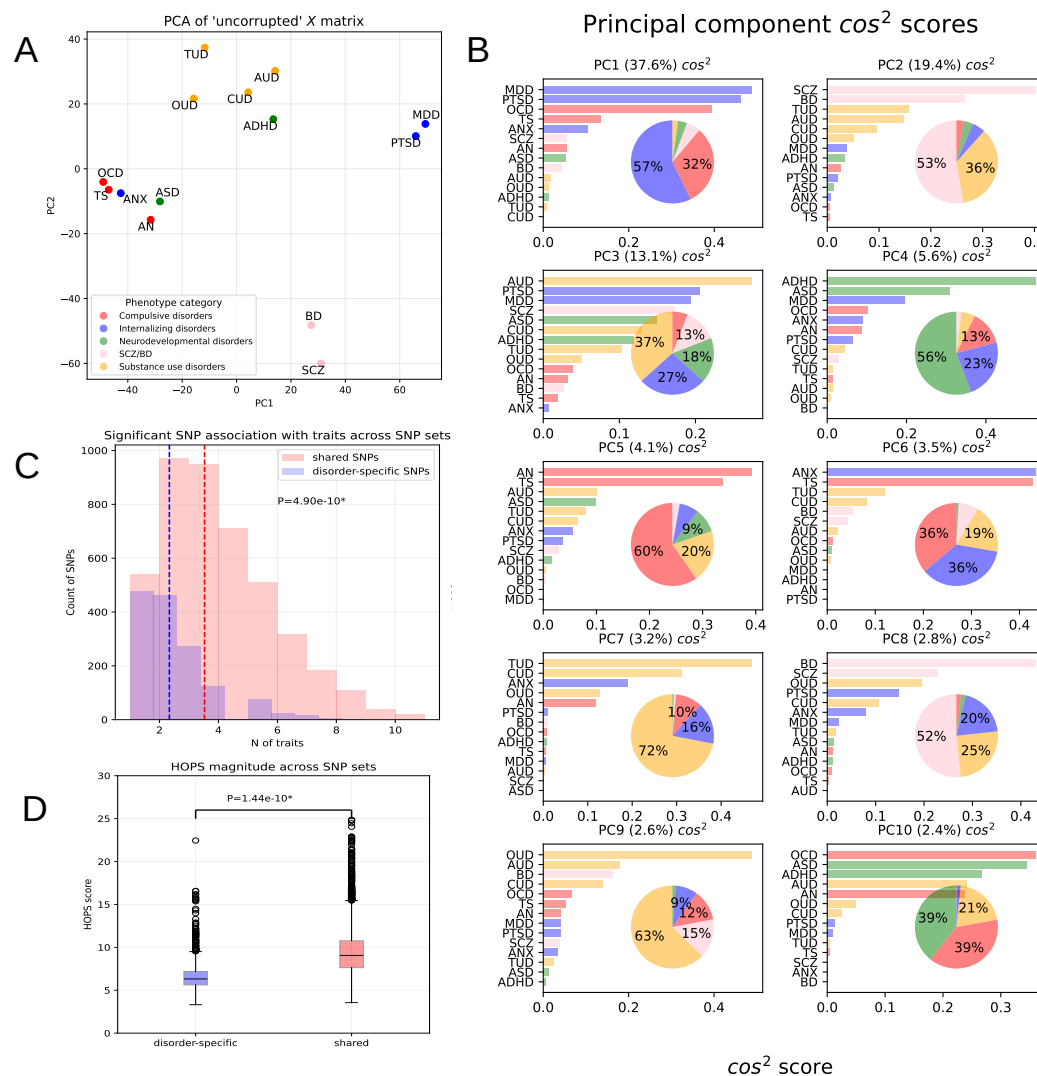 A
PCA of 'uncorrupted' X matrix
40
20
0
−20
−40
−60
PC2
−40
−20
0
20
40
60
PC1
TUD
AUD
OUD
CUD
ADHD
MDD
PTSD
OCD
TS
ANX
ASD
AN
BD
SCZ
Phenotype category
Compulsive disorders
Internalizing disorders
Neurodevelopmental disorders
SCZ/BD
Substance use disorders
B
Principal component cos² scores
PC1 (37.6%) cos²
MDD
PTSD
OCD
TS
ANX
SCZ
AN
ASD
BD
AUD
OUD
ADHD
TUD
CUD
57%
32%
0.0 0.2 0.4
PC2 (19.4%) cos²
SCZ
BD
TUD
AUD
CUD
OUD
MDD
ADHD
AN
PTSD
ASD
ANX
OCD
TS
53%
36%
0.0 0.1 0.2 0.3 0.4
PC3 (13.1%) cos²
AUD
PTSD
MDD
SCZ
ASD
CUD
ADHD
TUD
OUD
OCD
AN
BD
TS
ANX
37%
13%
18%
27%
0.0 0.1 0.2
PC4 (5.6%) cos²
ADHD
ASD
MDD
OCD
ANX
AN
PTSD
CUD
SCZ
TUD
TS
AUD
OUD
BD
56%
13%
23%
0.0 0.2 0.4
PC5 (4.1%) cos²
AN
TS
AUD
ASD
TUD
CUD
ANX
PTSD
SCZ
ADHD
OUD
BD
OCD
MDD
9%
20%
60%
0.0 0.1 0.2 0.3 0.4
PC6 (3.5%) cos²
ANX
TS
TUD
CUD
BD
SCZ
AUD
OCD
ASD
OUD
MDD
ADHD
AN
PTSD
36%
19%
36%
0.0 0.1 0.2 0.3 0.4
PC7 (3.2%) cos²
TUD
CUD
ANX
OUD
AN
PTSD
BD
OCD
ADHD
TS
MDD
AUD
SCZ
ASD
10%
16%
72%
0.0 0.1 0.2 0.3 0.4
PC8 (2.8%) cos²
BD
SCZ
OUD
PTSD
CUD
ANX
MDD
TUD
ASD
AN
ADHD
OCD
TS
AUD
20%
52%
25%
0.0 0.1 0.2 0.3 0.4
PC9 (2.6%) cos²
OUD
AUD
BD
CUD
OCD
TS
AN
MDD
PTSD
SCZ
ANX
TUD
ASD
ADHD
9%
12%
15%
63%
0.0 0.2 0.4
PC10 (2.4%) cos²
OCD
ASD
ADHD
AUD
AN
OUD
CUD
PTSD
MDD
TUD
TS
SCZ
ANX
BD
39%
21%
39%
0.0 0.1 0.2 0.3
cos² score
C
Significant SNP association with traits across SNP sets
shared SNPs
disorder-specific SNPs
P=4.90e-10*
1000
800
600
400
200
0
Count of SNPs
2 4 6 8 10
N of traits
D
HOPS magnitude across SNP sets
P=1.44e-10*
30
25
20
15
10
5
0
HOPS score
disorder-specific
shared